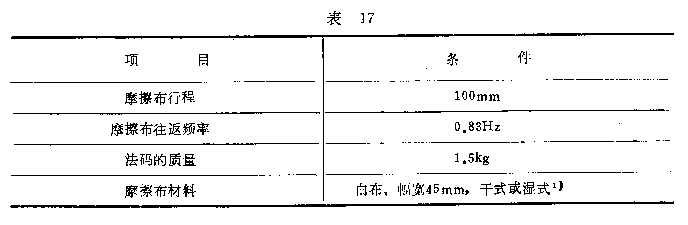 表 17
项 目 条 件
摩擦布行程 100mm
摩擦布往返频率 0.83Hz
法码的质量 1.5kg
摩擦布材料 白布、幅宽45mm,干式或湿式¹)